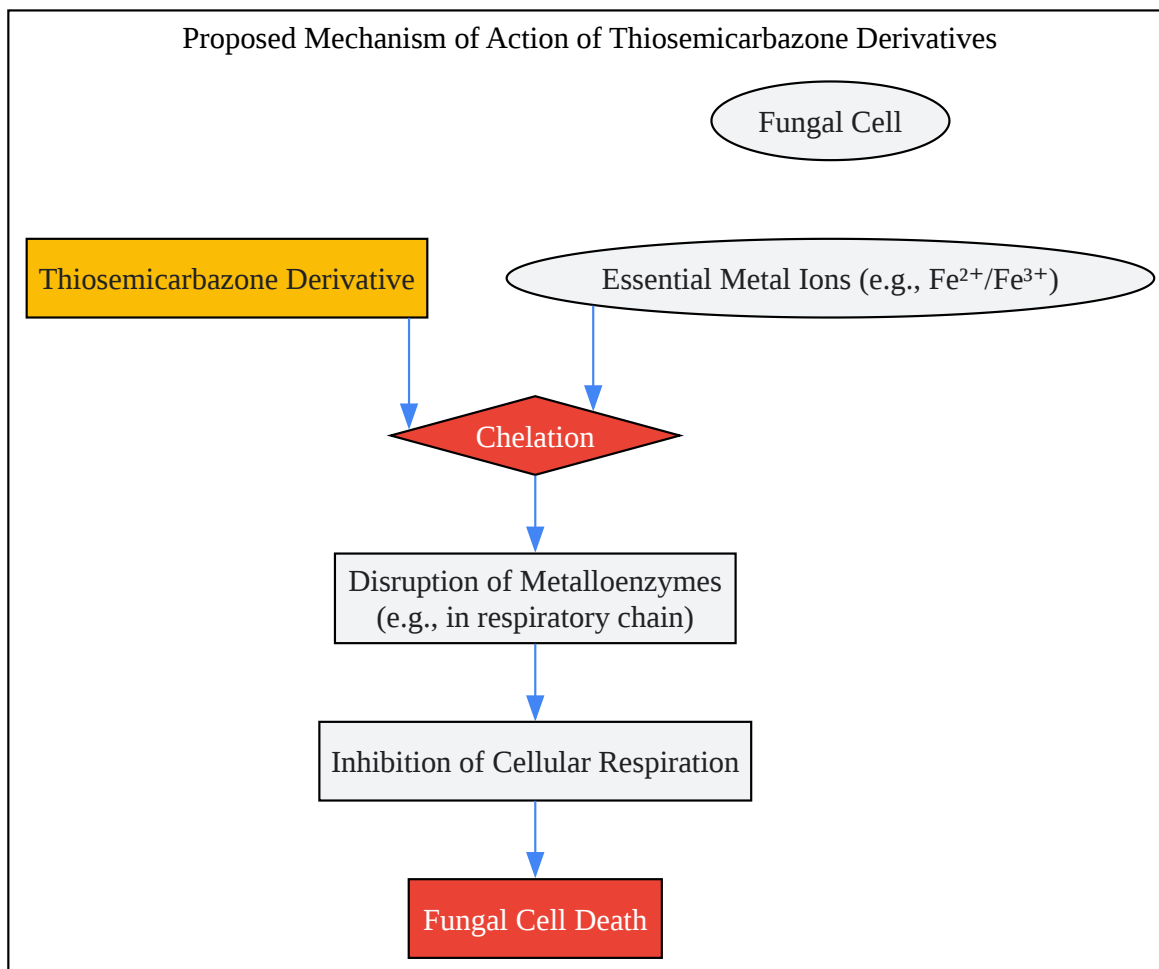 Proposed Mechanism of Action of Thiosemicarbazone Derivatives
Fungal Cell
Thiosemicarbazone Derivative
Essential Metal Ions (e.g., Fe²⁺/Fe³⁺)
Chelation
Disruption of Metalloenzymes
(e.g., in respiratory chain)
Inhibition of Cellular Respiration
Fungal Cell Death